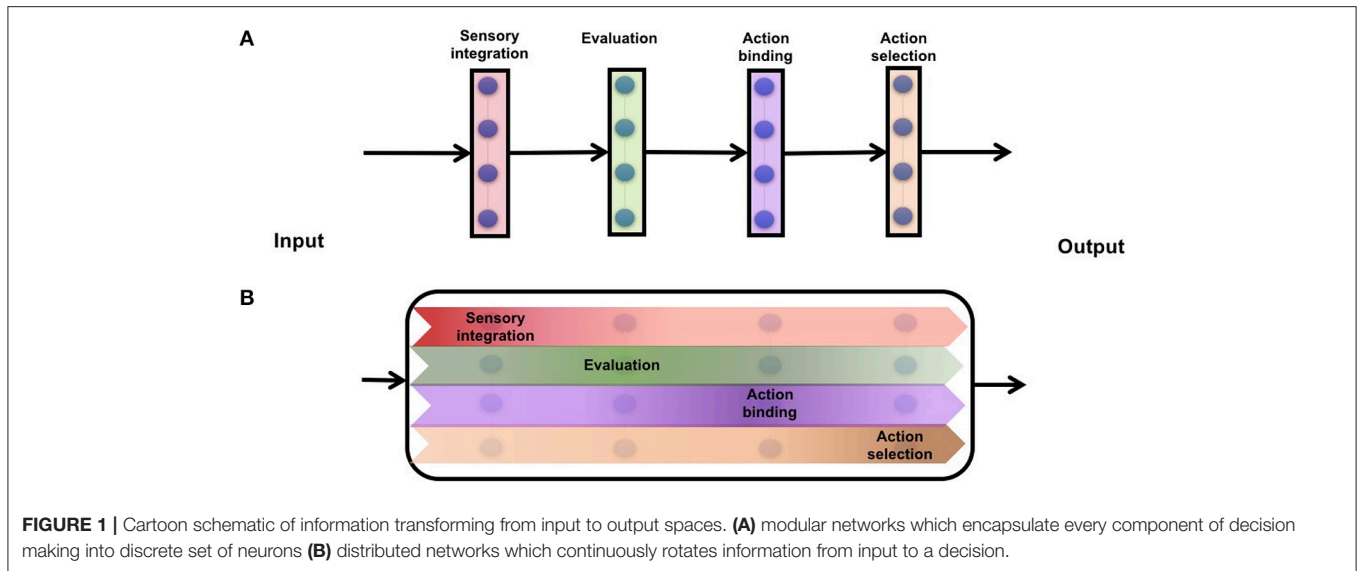 A
Sensory
integration
Evaluation
Action
binding
Action
selection
Input
Output
B
Sensory
integration
Evaluation
Action
binding
Action
selection
FIGURE 1 | Cartoon schematic of information transforming from input to output spaces. (A) modular networks which encapsulate every component of decision
making into discrete set of neurons (B) distributed networks which continuously rotates information from input to a decision.